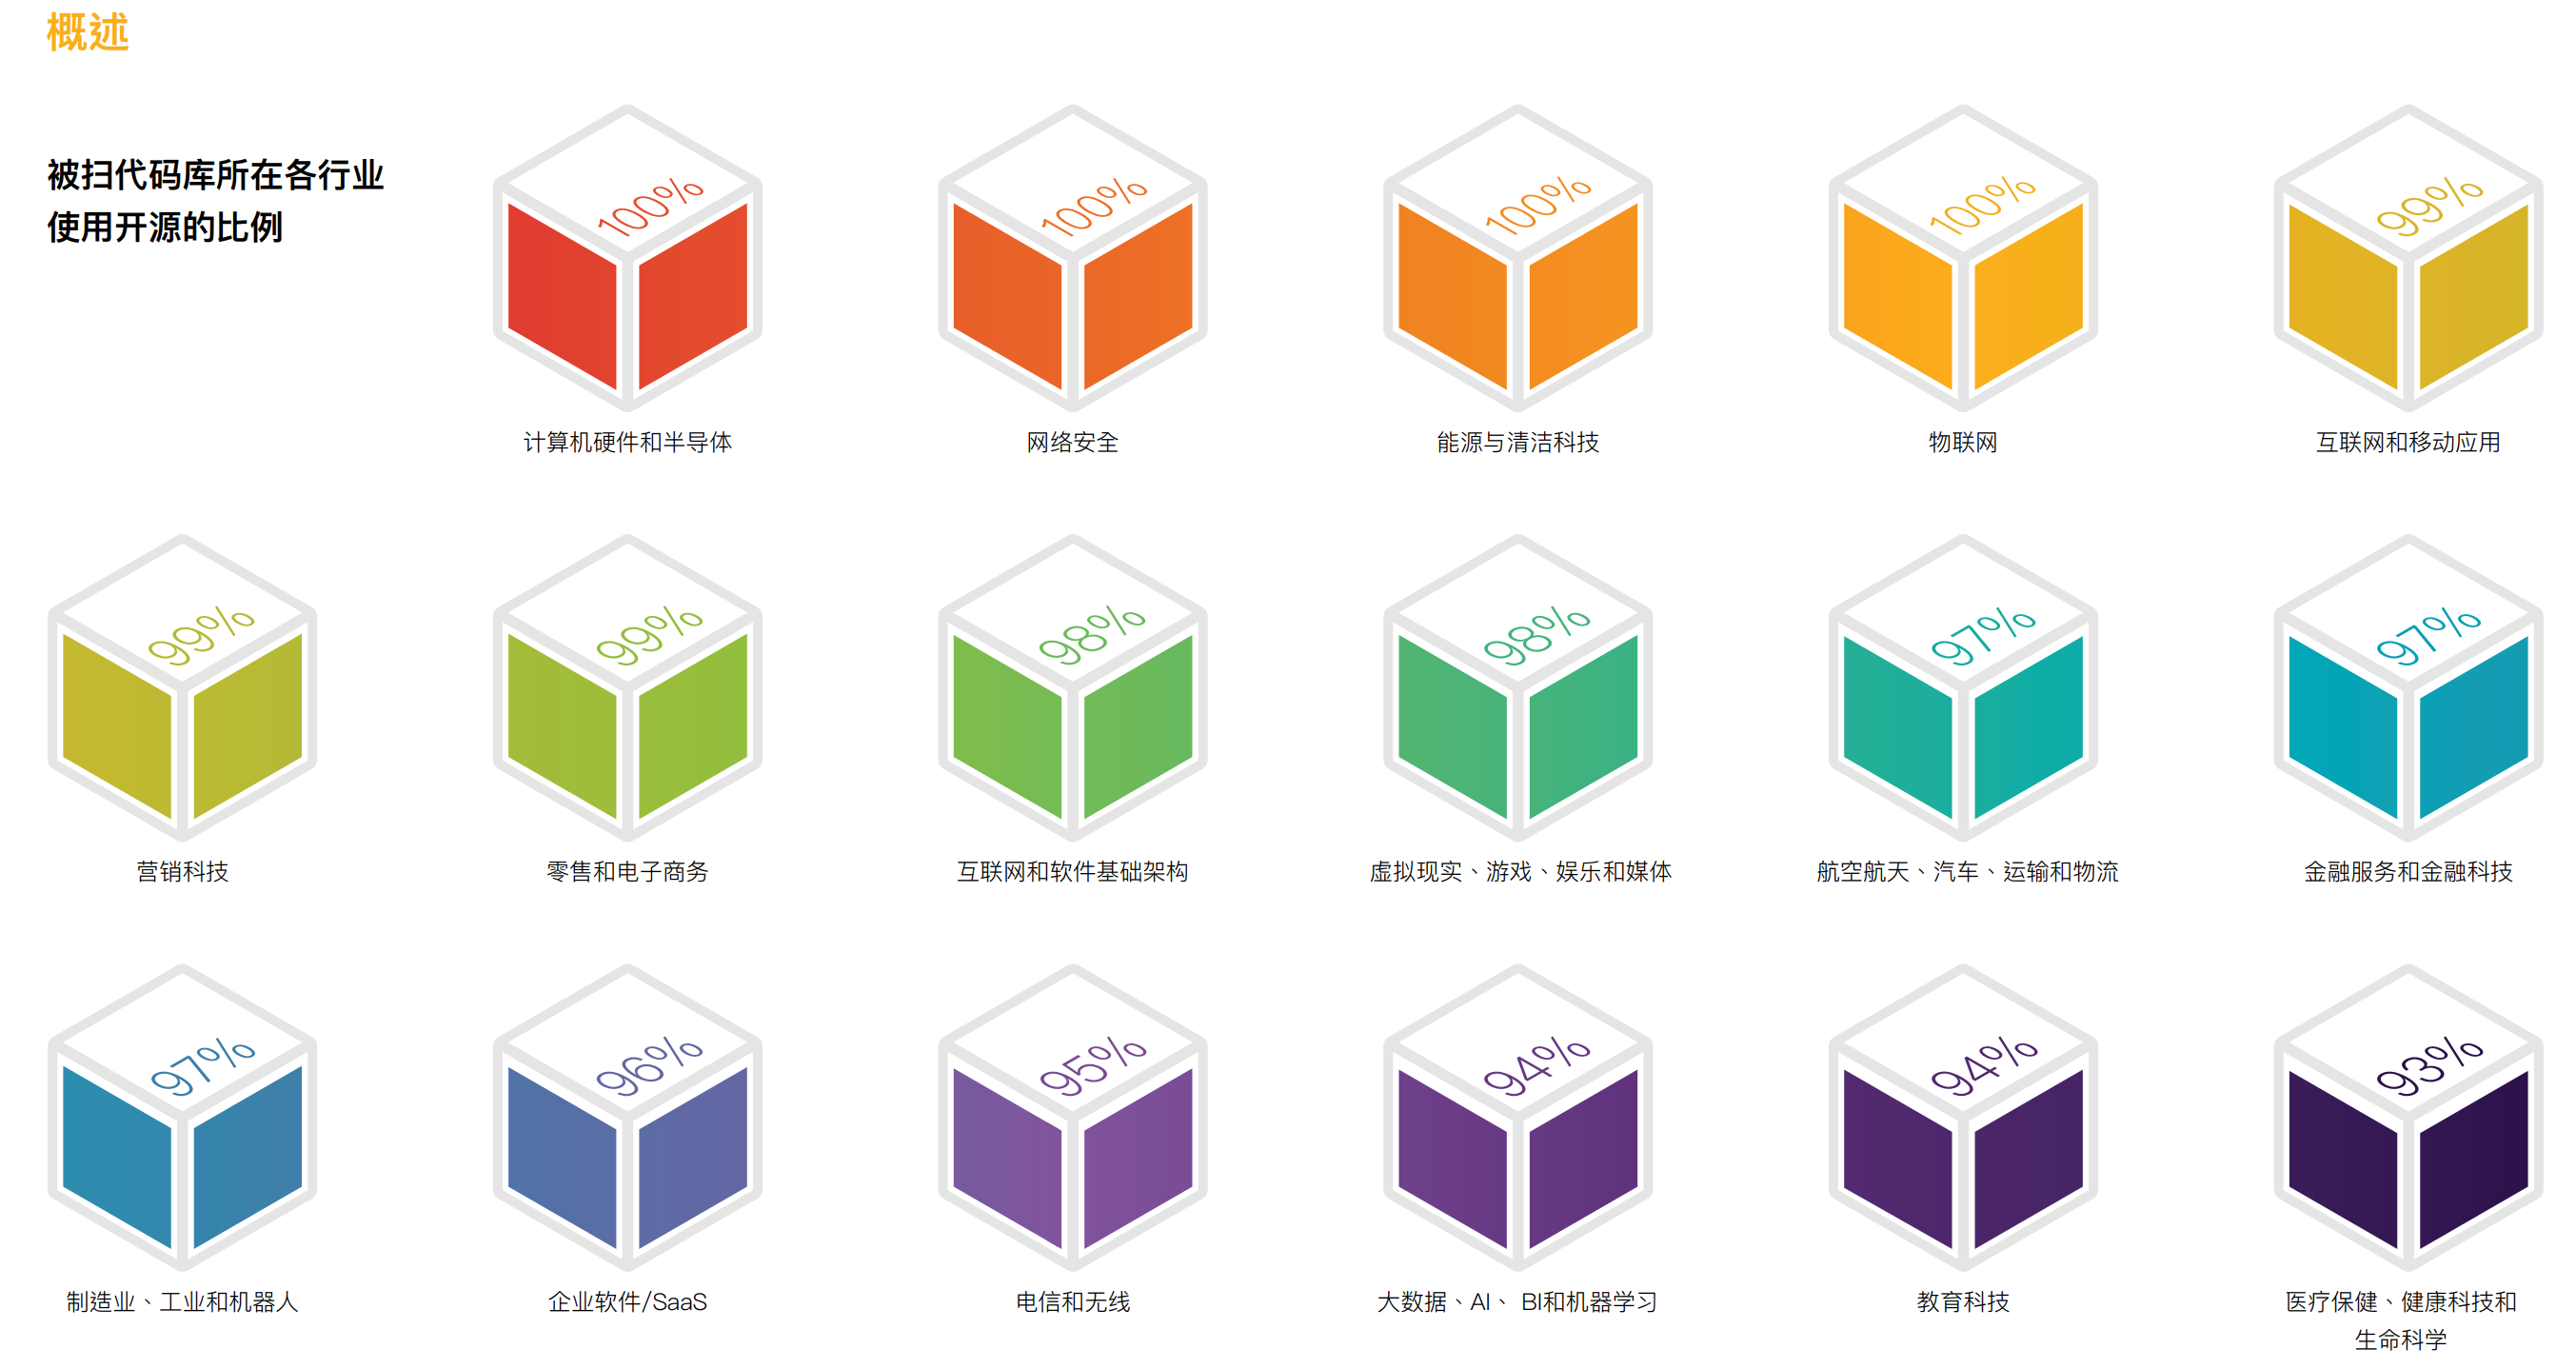 概述
被扫代码库所在各行业
使用开源的比例
100%
100%
100%
100%
99%
计算机硬件和半导体
网络安全
能源与清洁科技
物联网
互联网和移动应用
99%
99%
98%
98%
97%
97%
营销科技
零售和电子商务
互联网和软件基础架构
虚拟现实、游戏、娱乐和媒体
航空航天、汽车、运输和物流
金融服务和金融科技
97%
96%
95%
94%
94%
93%
制造业、工业和机器人
企业软件/SaaS
电信和无线
大数据、AI、 BI和机器学习
教育科技
医疗保健、健康科技和
生命科学